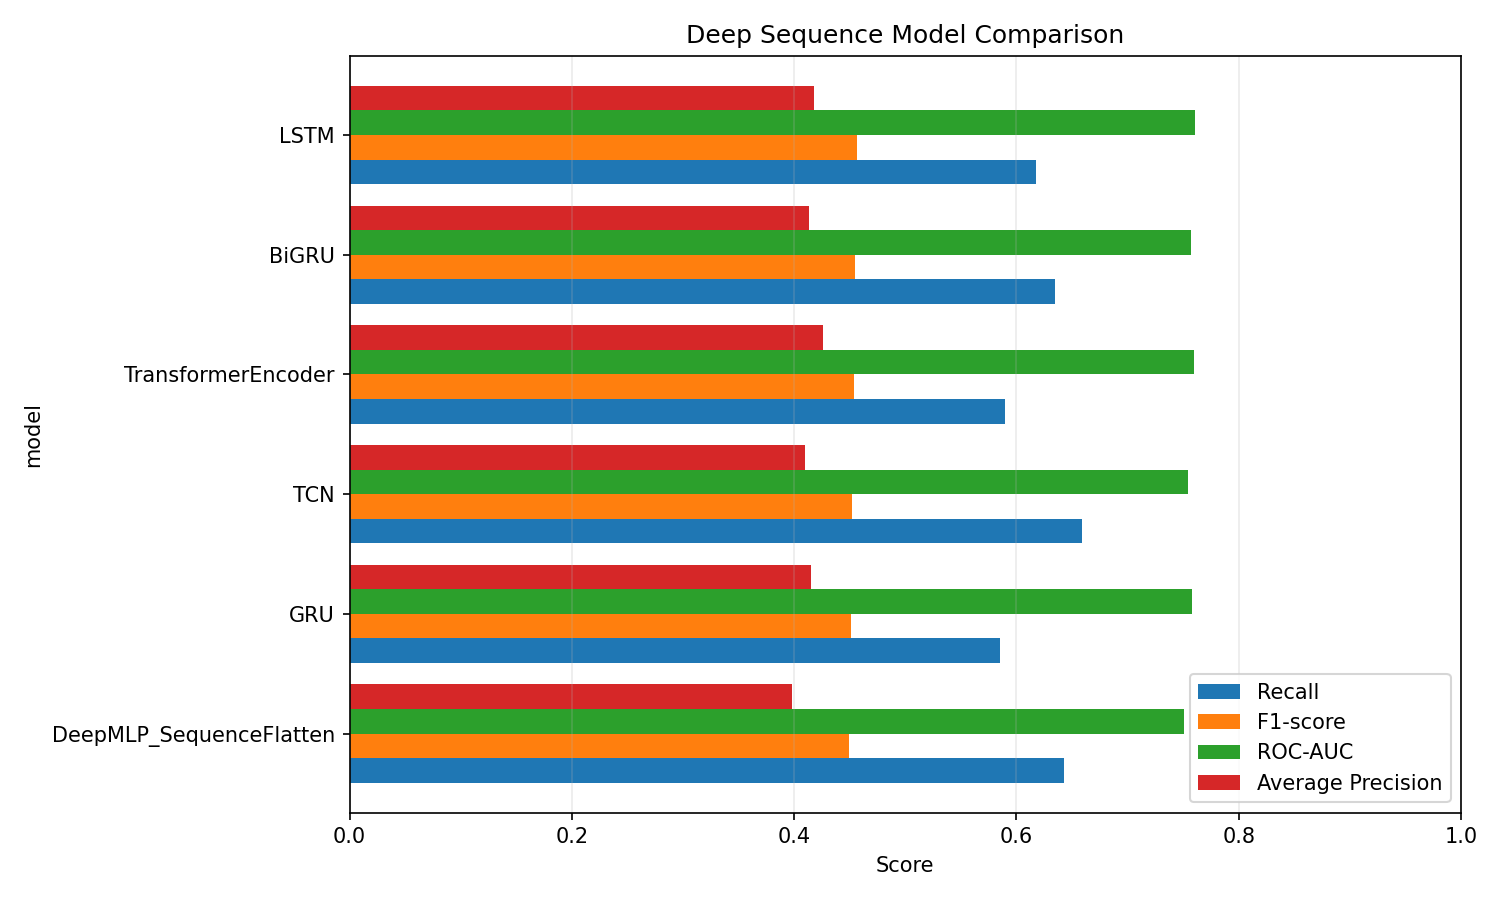 Deep Sequence Model Comparison
LSTM
BiGRU
TransformerEncoder
TCN
GRU
DeepMLP_SequenceFlatten
model
Recall
F1-score
ROC-AUC
Average Precision
0.0 0.2 0.4 0.6 0.8 1.0
Score